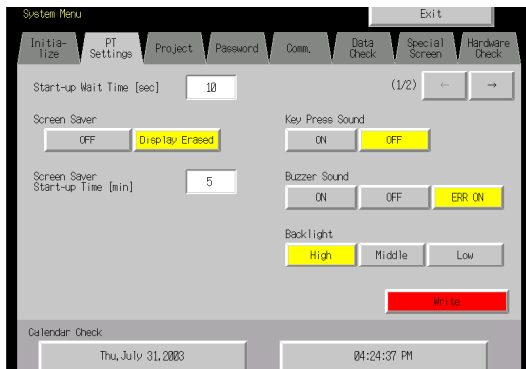 System Menu
Exit
Initia-
lize
PT
Settings
Project
Password
Comm.
Data
Check
Special
Screen
Hardware
Check
Start-up Wait Time [sec]
10
(1/2)
←
→
Screen Saver
OFF
Display Erased
Key Press Sound
ON
OFF
Screen Saver
Start-up Time [min]
5
Buzzer Sound
ON
OFF
ERR ON
Backlight
High
Middle
Low
Write
Calendar Check
Thu,July 31,2003
04:24:37 PM